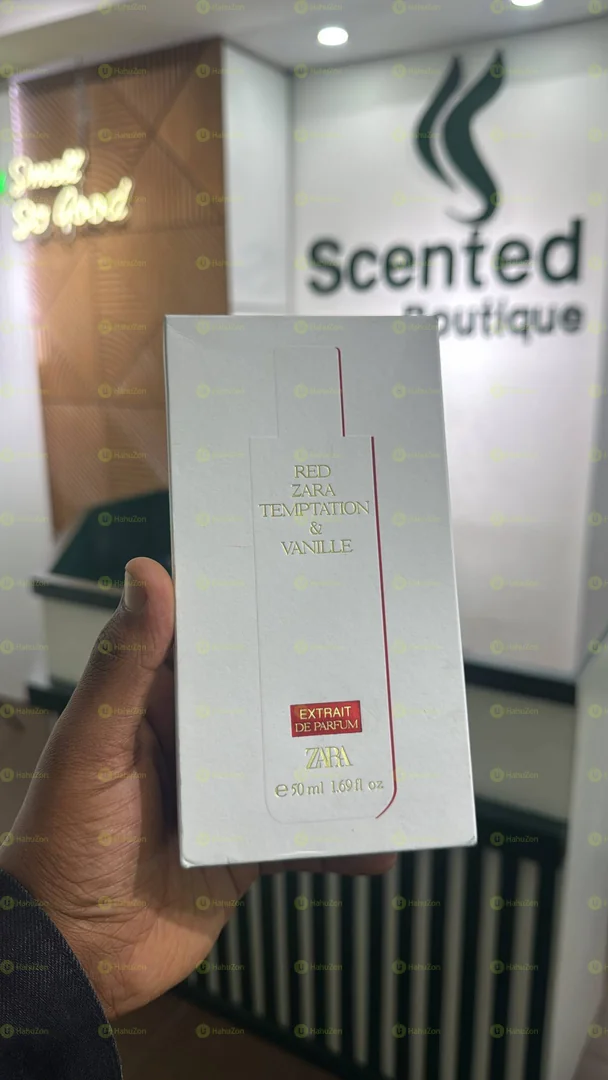 Smell
So Good
Scented
Boutique
RED
ZARA
TEMPTATION
&
VANILLE
EXTRAIT
DE PARFUM
ZARA
e 50 ml 1.69 fl oz
HahuZon